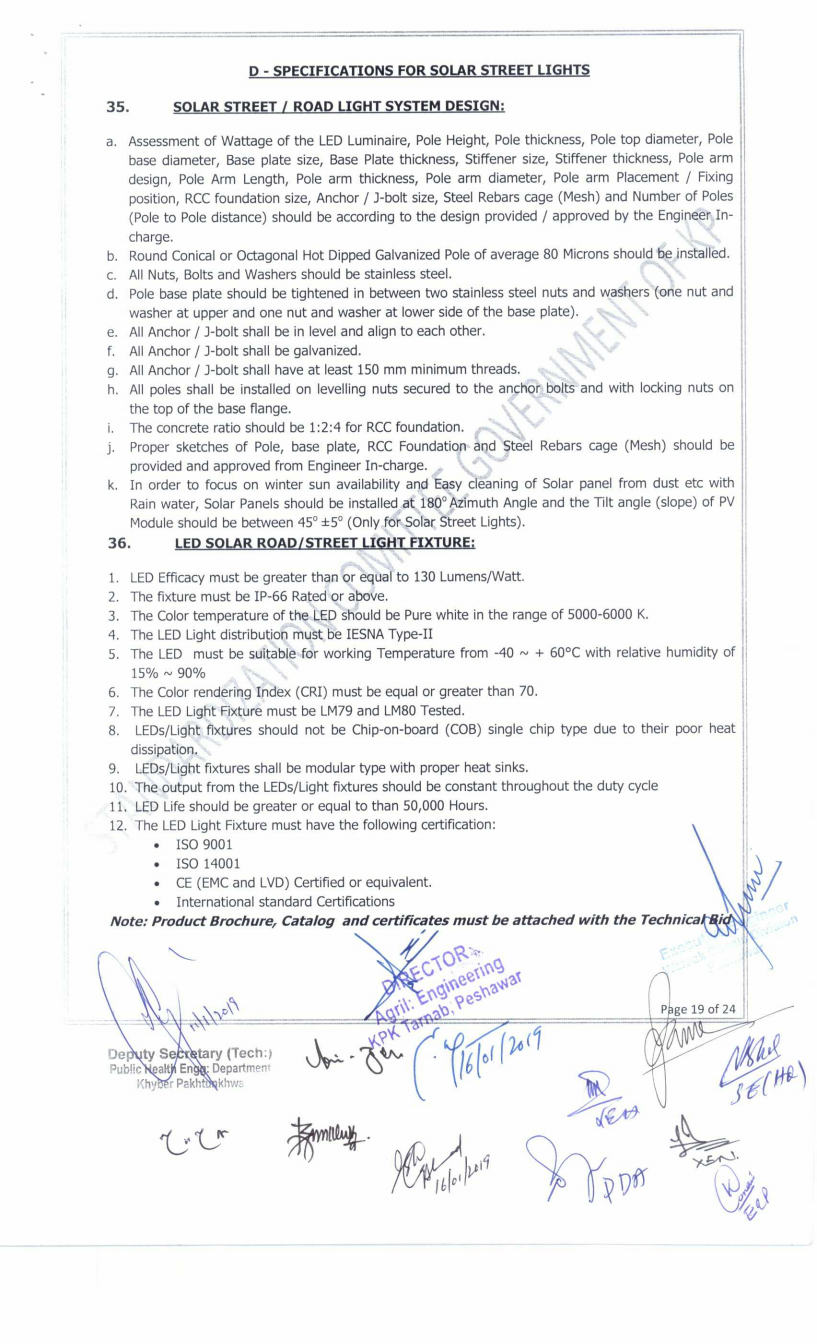 D - SPECIFICATIONS FOR SOLAR STREET LIGHTS
35. SOLAR STREET / ROAD LIGHT SYSTEM DESIGN:
a. Assessment of Wattage of the LED Luminaire, Pole Height, Pole thickness, Pole top diameter, Pole
base diameter, Base plate size, Base Plate thickness, Stiffener size, Stiffener thickness, Pole arm
design, Pole Arm Length, Pole arm thickness, Pole arm diameter, Pole arm Placement / Fixing
position, RCC foundation size, Anchor / J-bolt size, Steel Rebars cage (Mesh) and Number of Poles
(Pole to Pole distance) should be according to the design provided / approved by the Engineer In-
charge.
b. Round Conical or Octagonal Hot Dipped Galvanized Pole of average 80 Microns should be installed.
c. All Nuts, Bolts and Washers should be stainless steel.
d. Pole base plate should be tightened in between two stainless steel nuts and washers (one nut and
washer at upper and one nut and washer at lower side of the base plate).
e. All Anchor / J-bolt shall be in level and align to each other.
f. All Anchor / J-bolt shall be galvanized.
g. All Anchor / J-bolt shall have at least 150 mm minimum threads.
h. All poles shall be installed on levelling nuts secured to the anchor bolts and with locking nuts on
the top of the base flange.
i. The concrete ratio should be 1:2:4 for RCC foundation.
j. Proper sketches of Pole, base plate, RCC Foundation and Steel Rebars cage (Mesh) should be
provided and approved from Engineer In-charge.
k. In order to focus on winter sun availability and Easy cleaning of Solar panel from dust etc with
Rain water, Solar Panels should be installed at 180° Azimuth Angle and the Tilt angle (slope) of PV
Module should be between 45° ±5° (Only for Solar Street Lights).
36. LED SOLAR ROAD/STREET LIGHT FIXTURE:
1. LED Efficacy must be greater than or equal to 130 Lumens/Watt.
2. The fixture must be IP-66 Rated or above.
3. The Color temperature of the LED should be Pure white in the range of 5000-6000 K.
4. The LED Light distribution must be IESNA Type-II
5. The LED must be suitable for working Temperature from -40 ~ + 60°C with relative humidity of
15% ~ 90%
6. The Color rendering Index (CRI) must be equal or greater than 70.
7. The LED Light Fixture must be LM79 and LM80 Tested.
8. LEDs/Light fixtures should not be Chip-on-board (COB) single chip type due to their poor heat
dissipation.
9. LEDs/Light fixtures shall be modular type with proper heat sinks.
10. The output from the LEDs/Light fixtures should be constant throughout the duty cycle
11. LED Life should be greater or equal to than 50,000 Hours.
12. The LED Light Fixture must have the following certification:
• ISO 9001
• ISO 14001
• CE (EMC and LVD) Certified or equivalent.
• International standard Certifications
Note: Product Brochure, Catalog and certificates must be attached with the Technical Bid
STANDARDIZATION COMMITTEE GOVERNMENT OF KP
DIRECTOR
Agril: Engineering
KPK Tarnab, Peshawar
Page 19 of 24
Deputy Secretary (Tech:)
Public Health Engg: Department
Khyber Pakhtunkhwa
16/01/2019
SE(HQ)
16/01/2019
PDA
XEN.